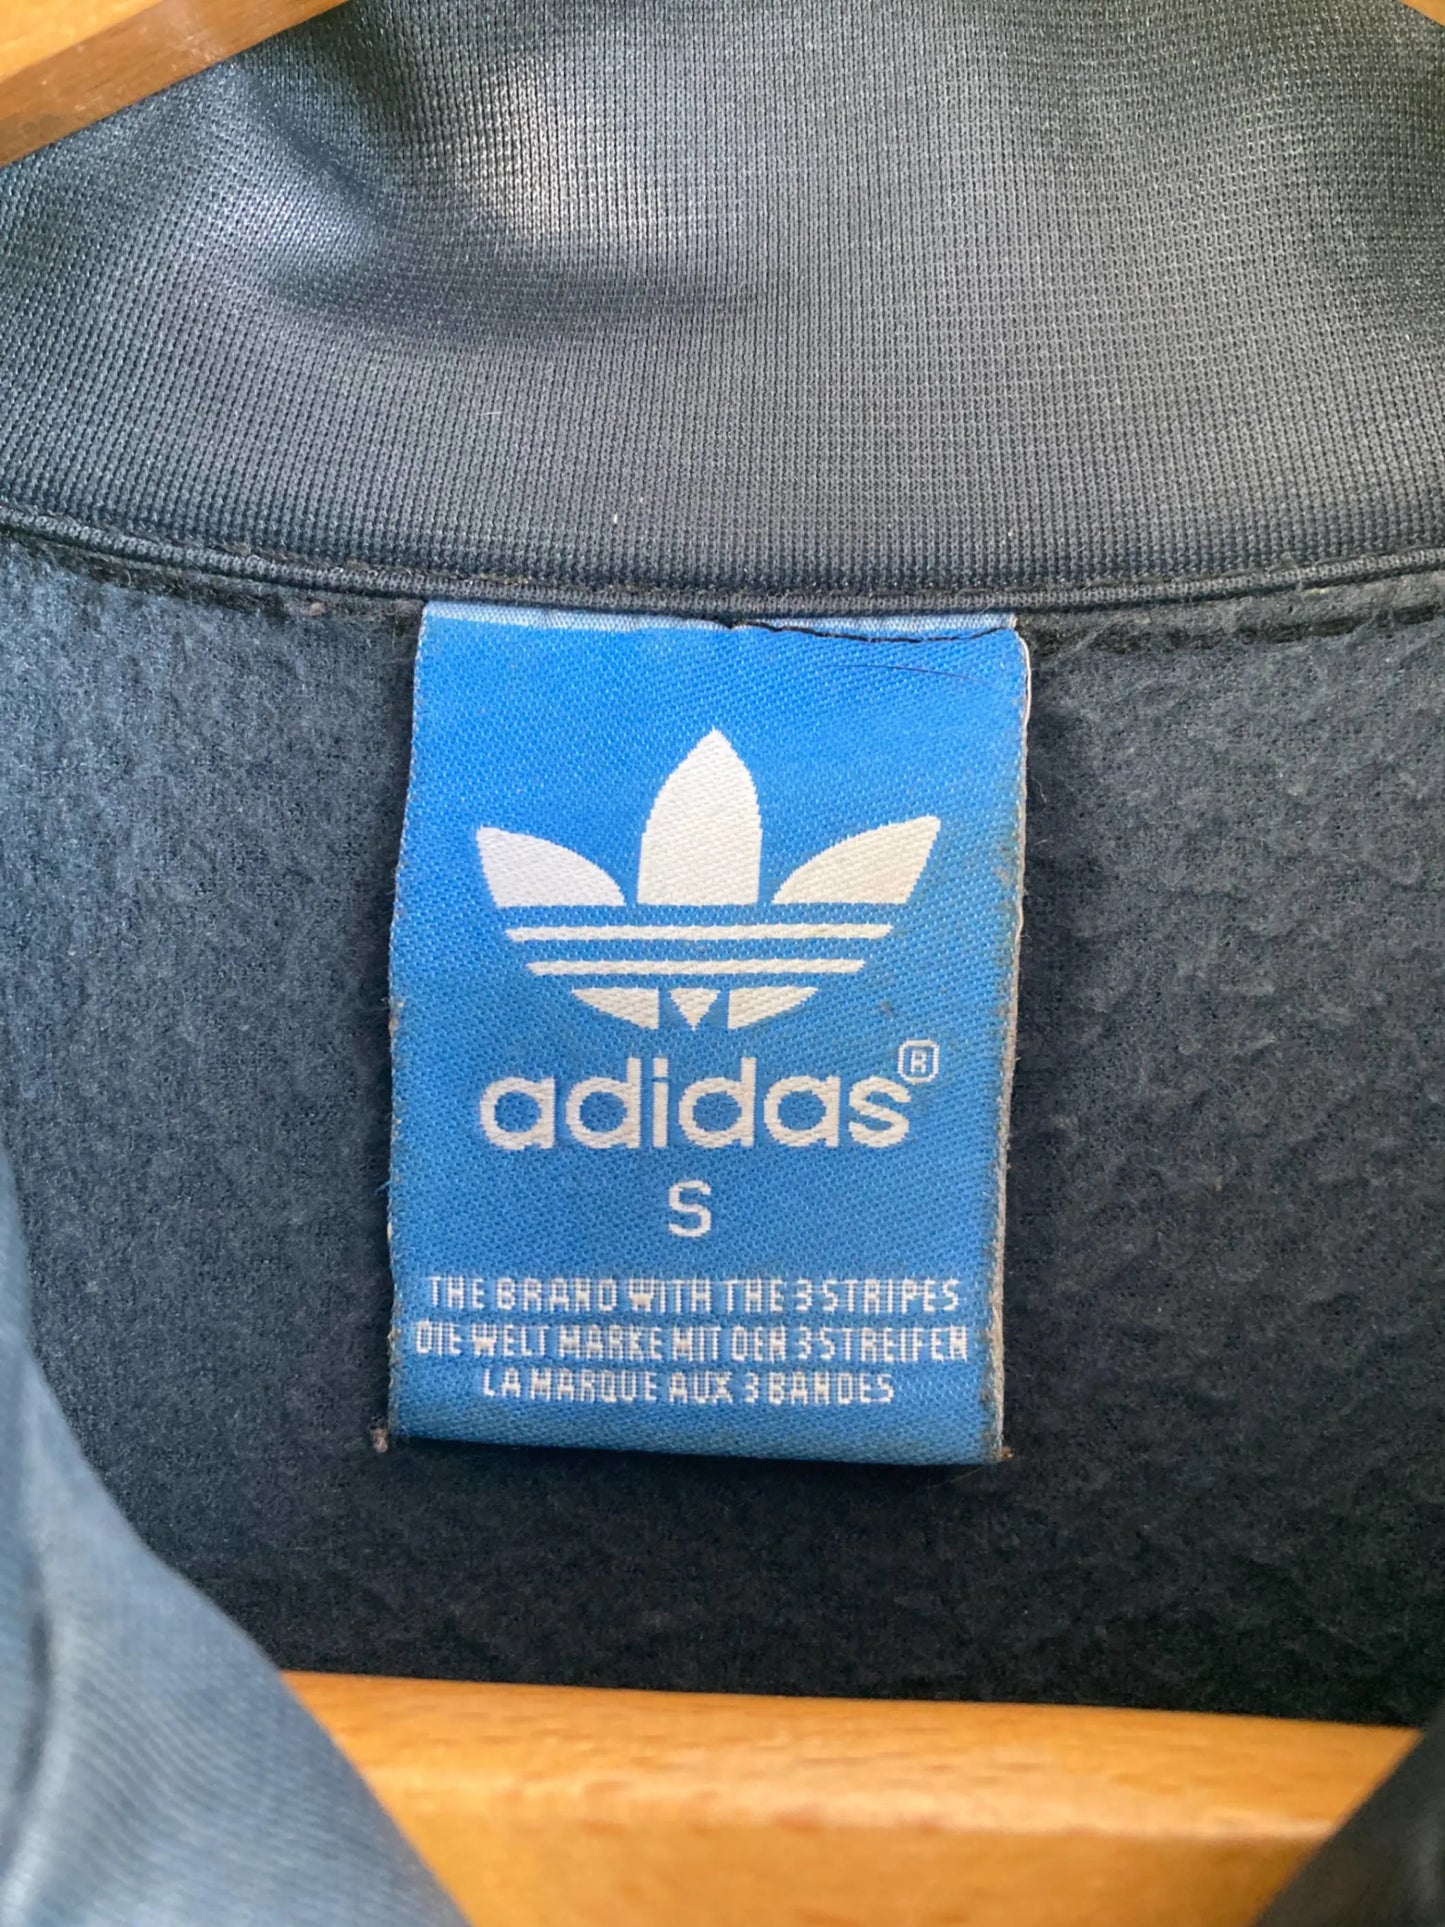 adidas®
S
THE BRAND WITH THE 3 STRIPES
DIE WELT MARKE MIT DEN 3 STREIFEN
LA MARQUE AUX 3 BANDES